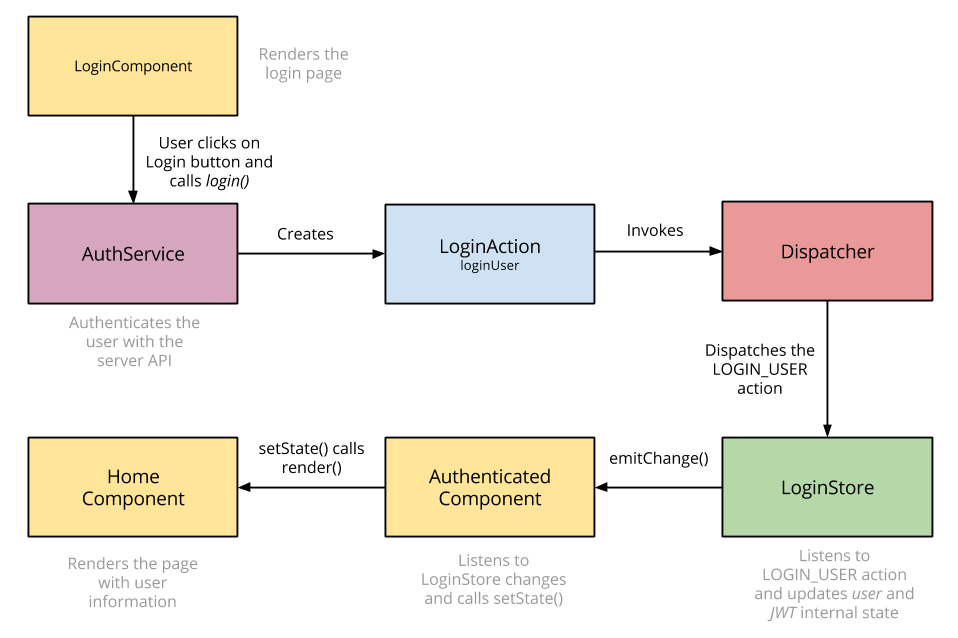 LoginComponent
Renders the
login page
User clicks on
Login button and
calls login()
AuthService
Authenticates the
user with the
server API
Creates
LoginAction
loginUser
Invokes
Dispatcher
Dispatches the
LOGIN_USER
action
LoginStore
Listens to
LOGIN_USER action
and updates user and
JWT internal state
emitChange()
Authenticated
Component
Listens to
LoginStore changes
and calls setState()
setState() calls
render()
Home
Component
Renders the page
with user
information